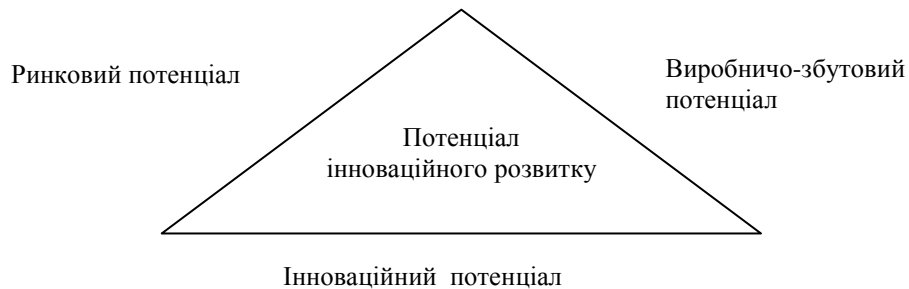 Ринковий потенціал
Виробничо-збутовий
потенціал
Потенціал
інноваційного розвитку
Інноваційний потенціал